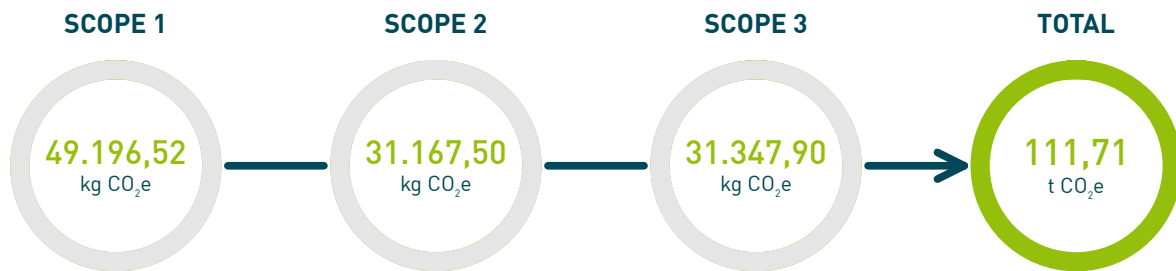 SCOPE 1
49.196,52
kg CO₂e
SCOPE 2
31.167,50
kg CO₂e
SCOPE 3
31.347,90
kg CO₂e
TOTAL
111,71
t CO₂e